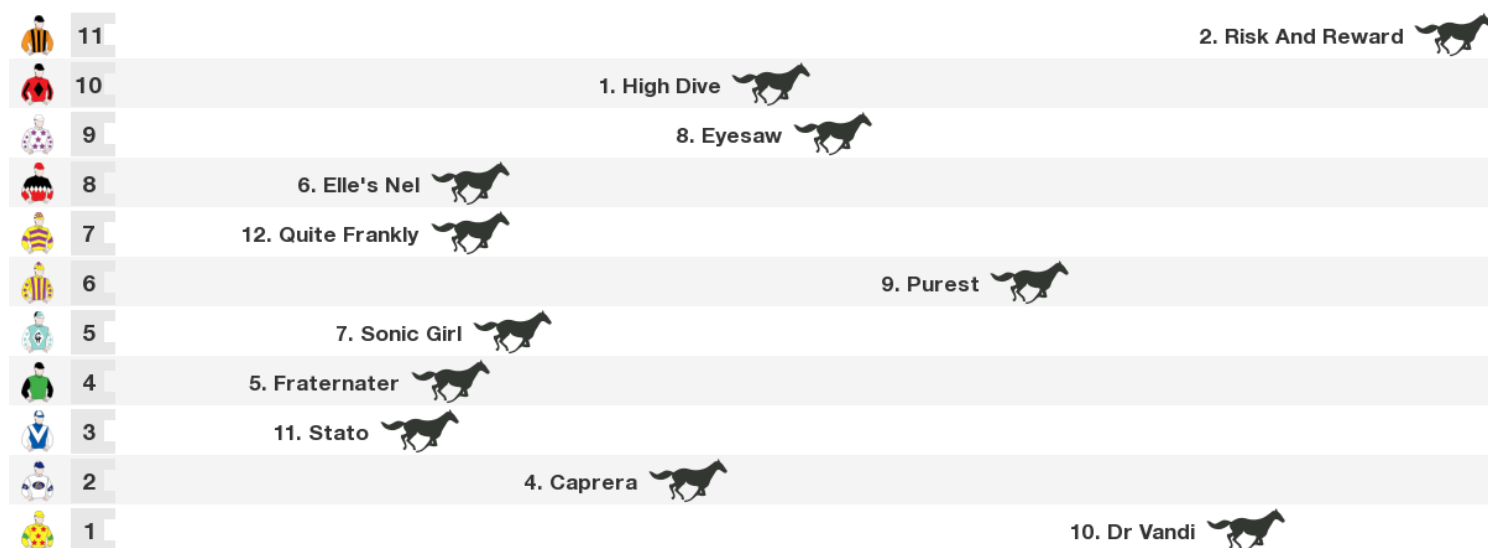 11 2. Risk And Reward
10 1. High Dive
9 8. Eyesaw
8 6. Elle's Nel
7 12. Quite Frankly
6 9. Purest
5 7. Sonic Girl
4 5. Fraternater
3 11. Stato
2 4. Caprera
1 10. Dr Vandi